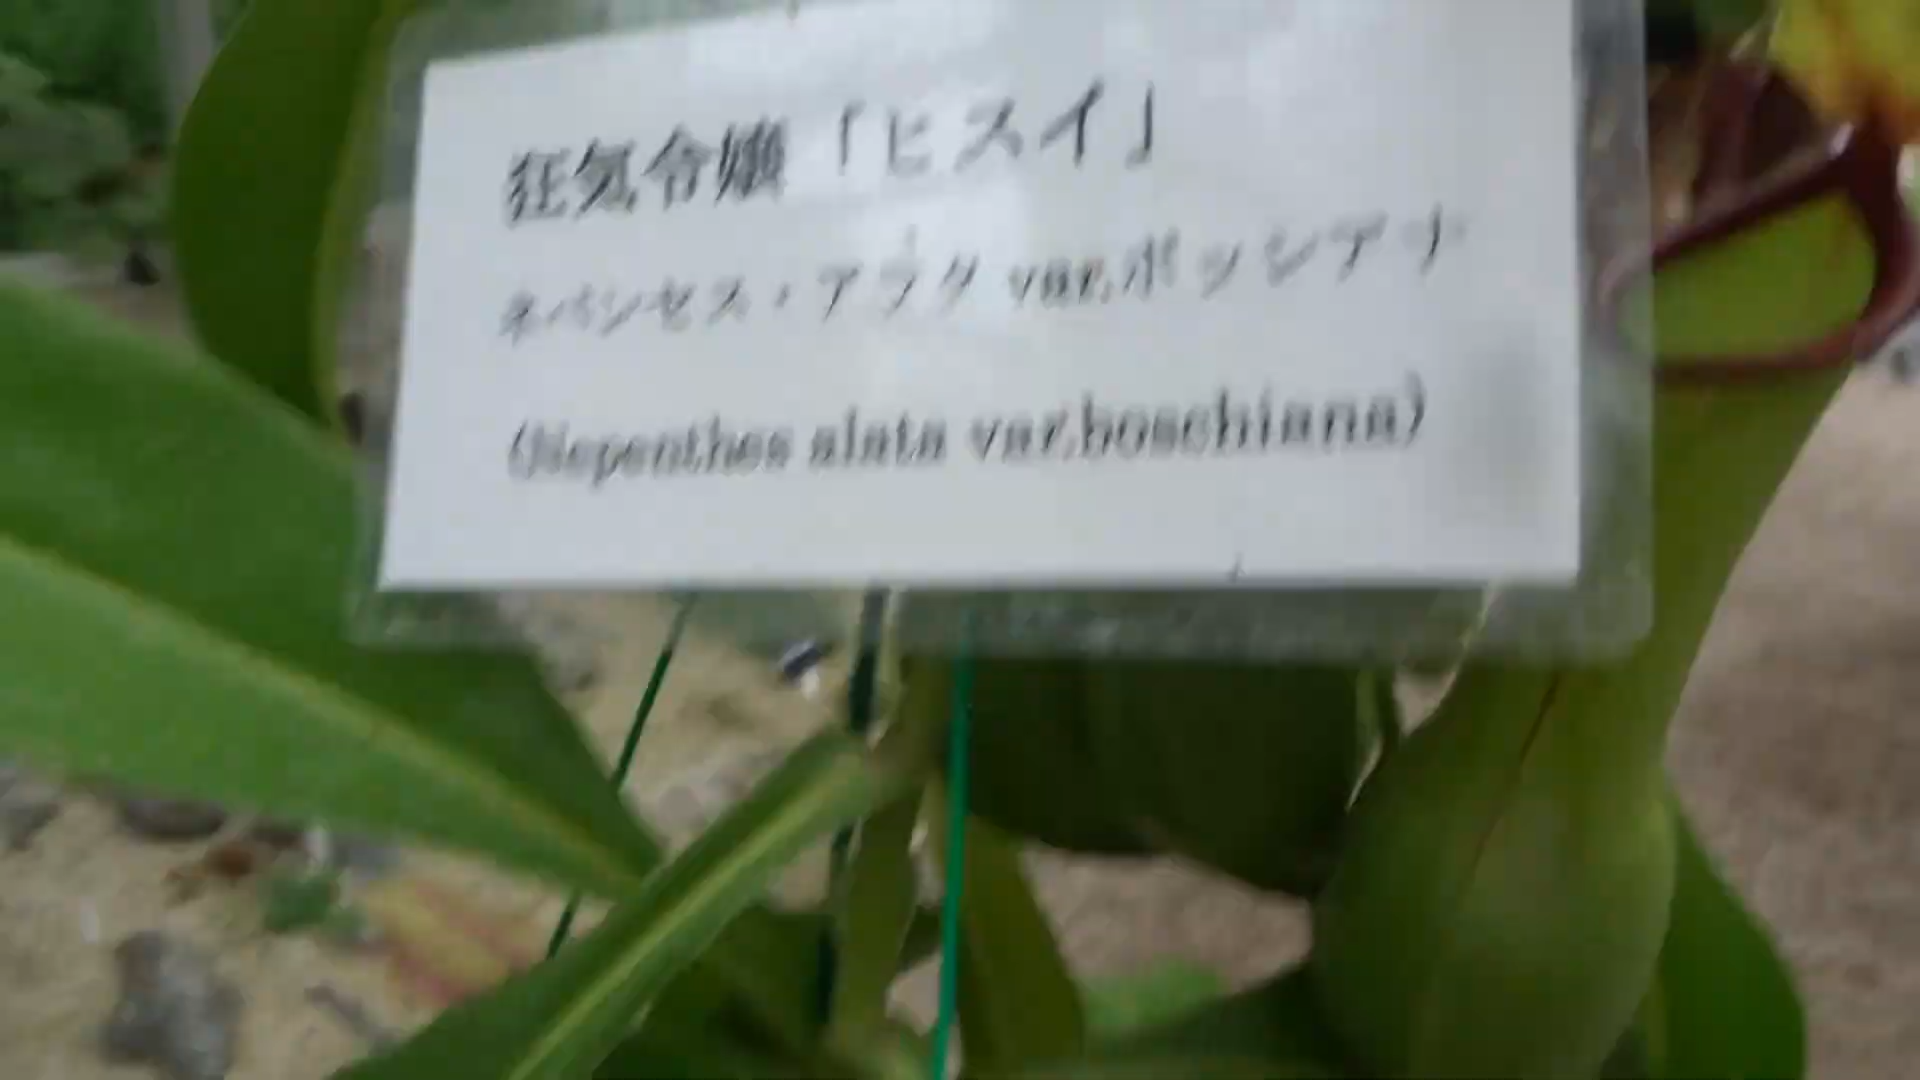 狂気令嬢「ヒスイ」
ネペンセス・アラタ var.ボッシアナ
(Nepenthes alata var.boschiana)